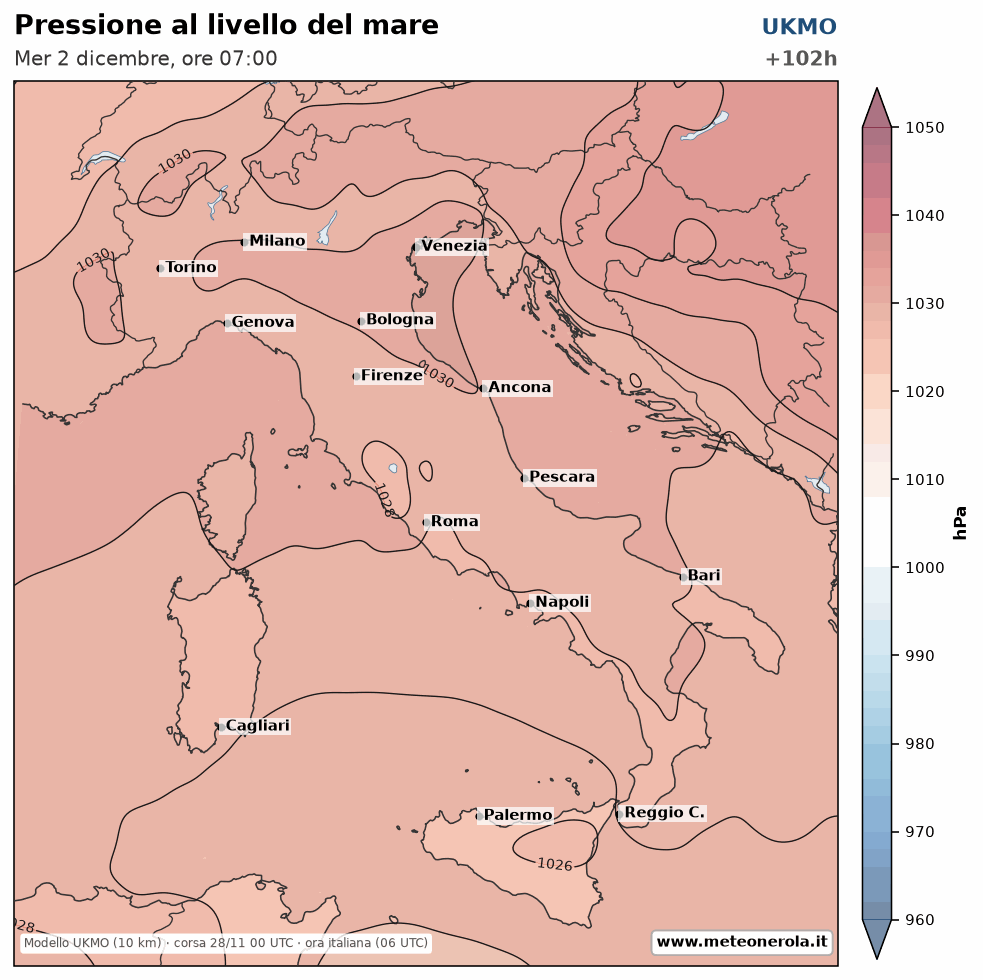 Pressione al livello del mare
UKMO
Mer 2 dicembre, ore 07:00
+102h
1050
1040
1030
1020
1010
1000
990
980
970
960
hPa
1030
1030
Milano
Venezia
Torino
Genova
Bologna
Firenze
1030
Ancona
Pescara
1028
Roma
Bari
Napoli
Cagliari
Palermo
Reggio C.
1026
028
Modello UKMO (10 km) · corsa 28/11 00 UTC · ora italiana (06 UTC)
www.meteonerola.it